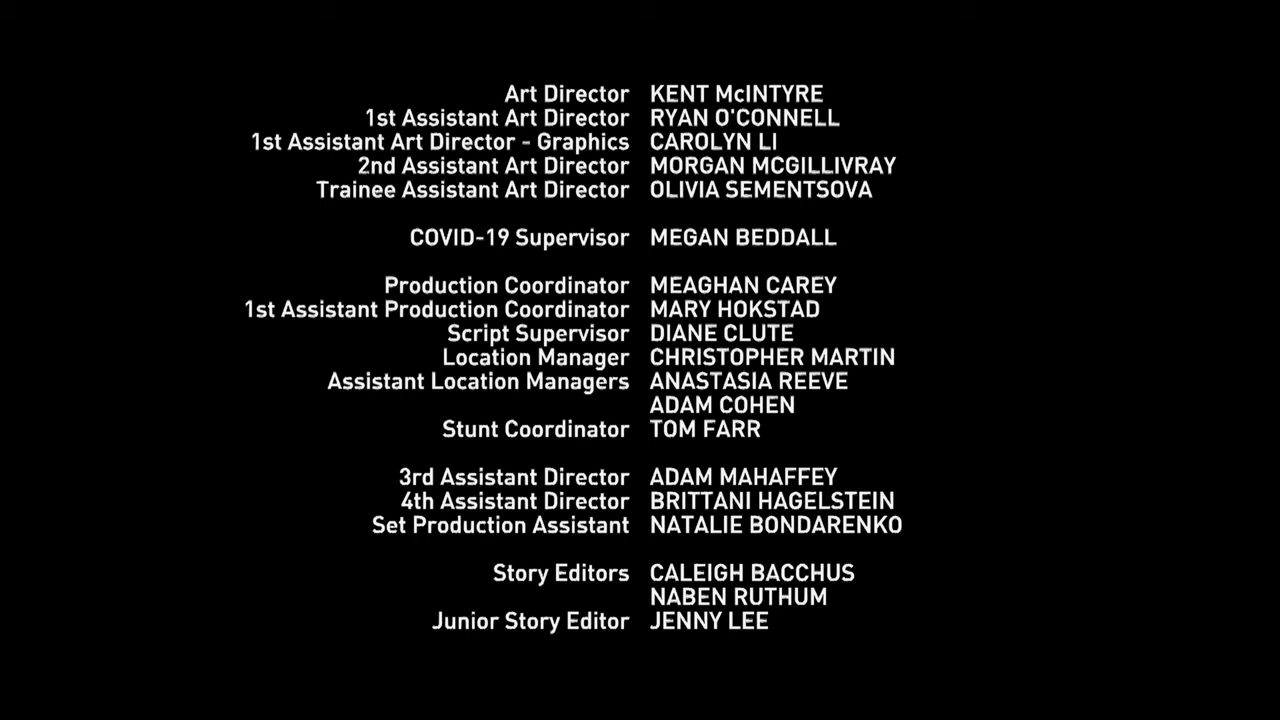 Art Director KENT McINTYRE
1st Assistant Art Director RYAN O'CONNELL
1st Assistant Art Director - Graphics CAROLYN LI
2nd Assistant Art Director MORGAN MCGILLIVRAY
Trainee Assistant Art Director OLIVIA SEMENTSOVA
COVID-19 Supervisor MEGAN BEDDALL
Production Coordinator MEAGHAN CAREY
1st Assistant Production Coordinator MARY HOKSTAD
Script Supervisor DIANE CLUTE
Location Manager CHRISTOPHER MARTIN
Assistant Location Managers ANASTASIA REEVE
ADAM COHEN
Stunt Coordinator TOM FARR
3rd Assistant Director ADAM MAHAFFEY
4th Assistant Director BRITTANI HAGELSTEIN
Set Production Assistant NATALIE BONDARENKO
Story Editors CALEIGH BACCHUS
NABEN RUTHUM
Junior Story Editor JENNY LEE